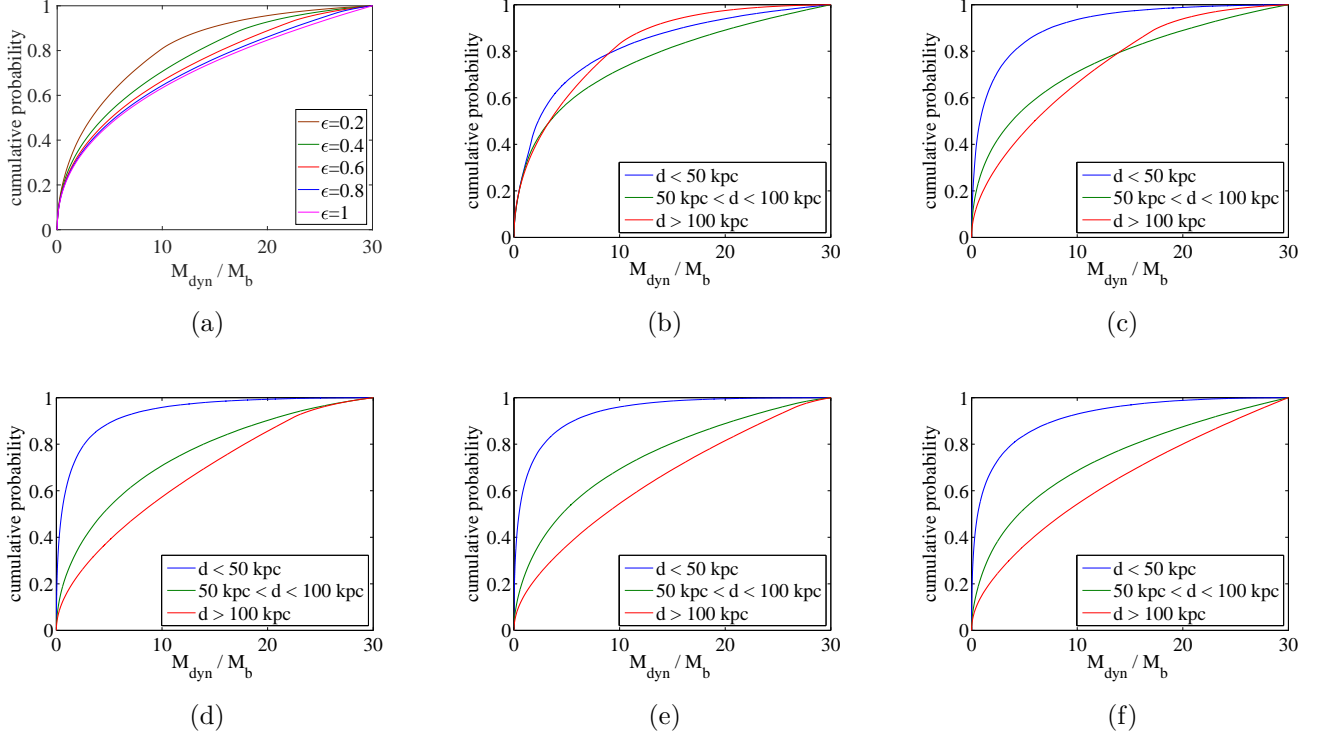 cumulative probability
1
0.8
0.6
0.4
0.2
0
0 10 20 30
M_dyn / M_b
ϵ=0.2
ϵ=0.4
ϵ=0.6
ϵ=0.8
ϵ=1
(a)
cumulative probability
1
0.8
0.6
0.4
0.2
0
0 10 20 30
M_dyn / M_b
d < 50 kpc
50 kpc < d < 100 kpc
d > 100 kpc
(b)
cumulative probability
1
0.8
0.6
0.4
0.2
0
0 10 20 30
M_dyn / M_b
d < 50 kpc
50 kpc < d < 100 kpc
d > 100 kpc
(c)
cumulative probability
1
0.8
0.6
0.4
0.2
0
0 10 20 30
M_dyn / M_b
d < 50 kpc
50 kpc < d < 100 kpc
d > 100 kpc
(d)
cumulative probability
1
0.8
0.6
0.4
0.2
0
0 10 20 30
M_dyn / M_b
d < 50 kpc
50 kpc < d < 100 kpc
d > 100 kpc
(e)
cumulative probability
1
0.8
0.6
0.4
0.2
0
0 10 20 30
M_dyn / M_b
d < 50 kpc
50 kpc < d < 100 kpc
d > 100 kpc
(f)